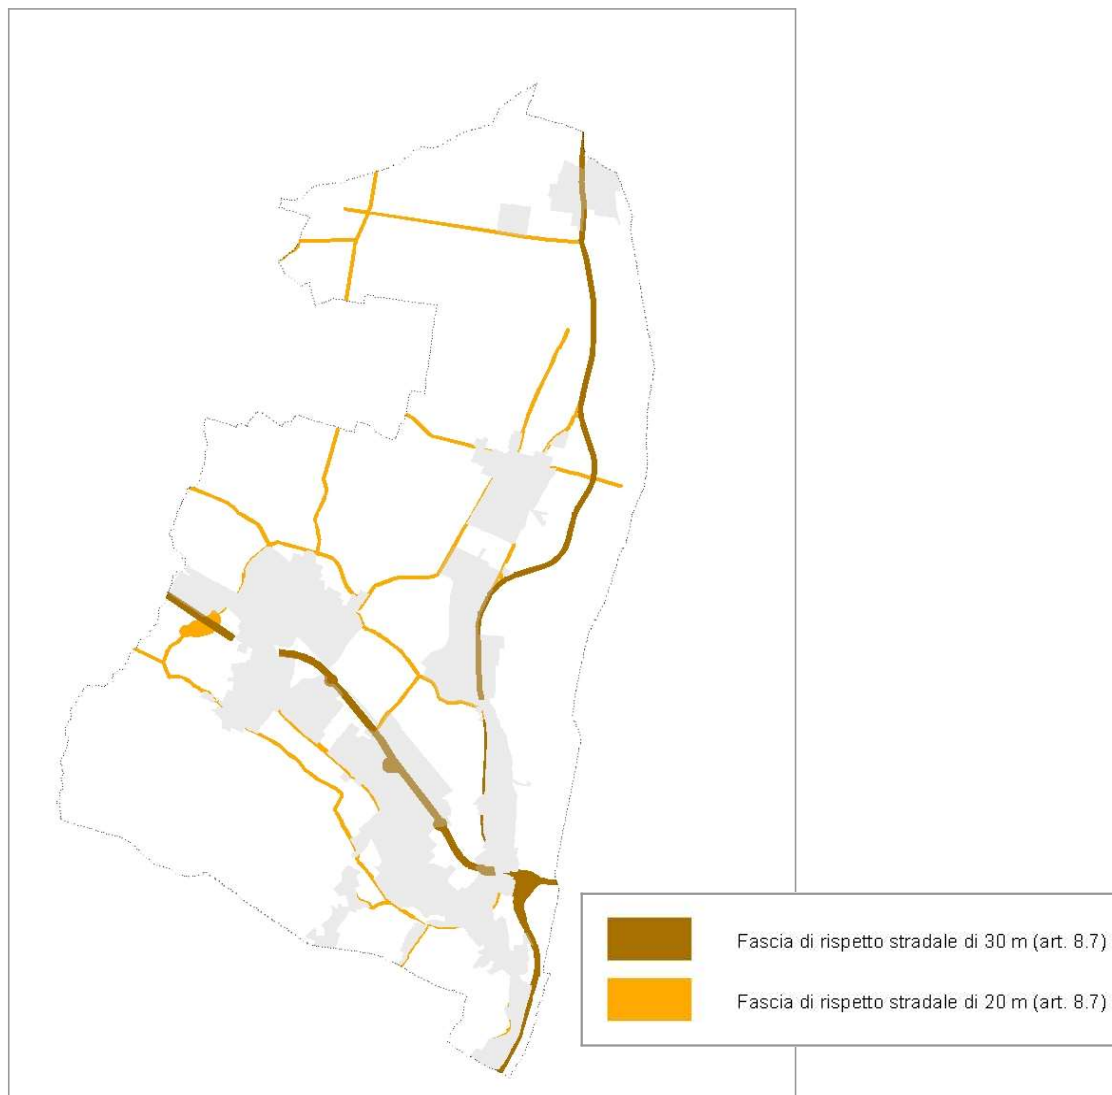 Fascia di rispetto stradale di 30 m (art. 8.7)
Fascia di rispetto stradale di 20 m (art. 8.7)